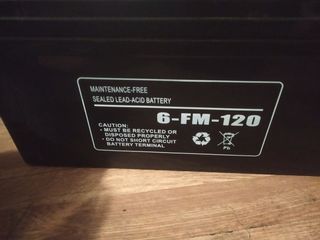 MAINTENANCE-FREE
SEALED LEAD-ACID BATTERY
6-FM-120
CAUTION:
- MUST BE RECYCLED OR
DISPOSED OF PROPERLY
- DO NOT SHORT CIRCUIT
BATTERY TERMINAL
Pb